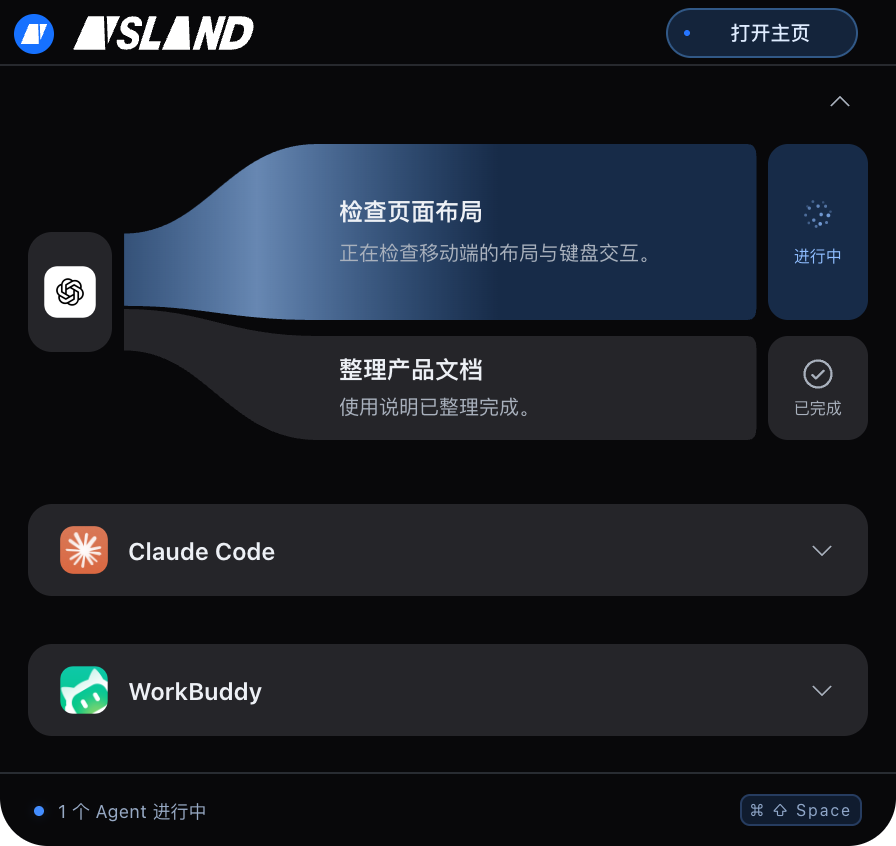 AISLAND
打开主页
检查页面布局
正在检查移动端的布局与键盘交互。
进行中
整理产品文档
使用说明已整理完成。
已完成
Claude Code
WorkBuddy
1 个 Agent 进行中
⌘ ⇧ Space